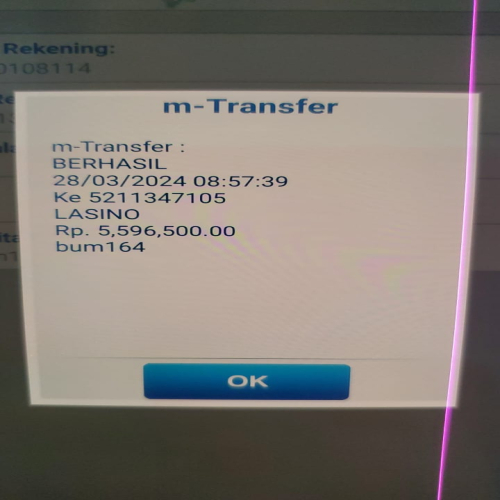 Rekening:
0108114
m-Transfer
m-Transfer :
BERHASIL
28/03/2024 08:57:39
Ke 5211347105
LASINO
Rp. 5,596,500.00
bum164
OK